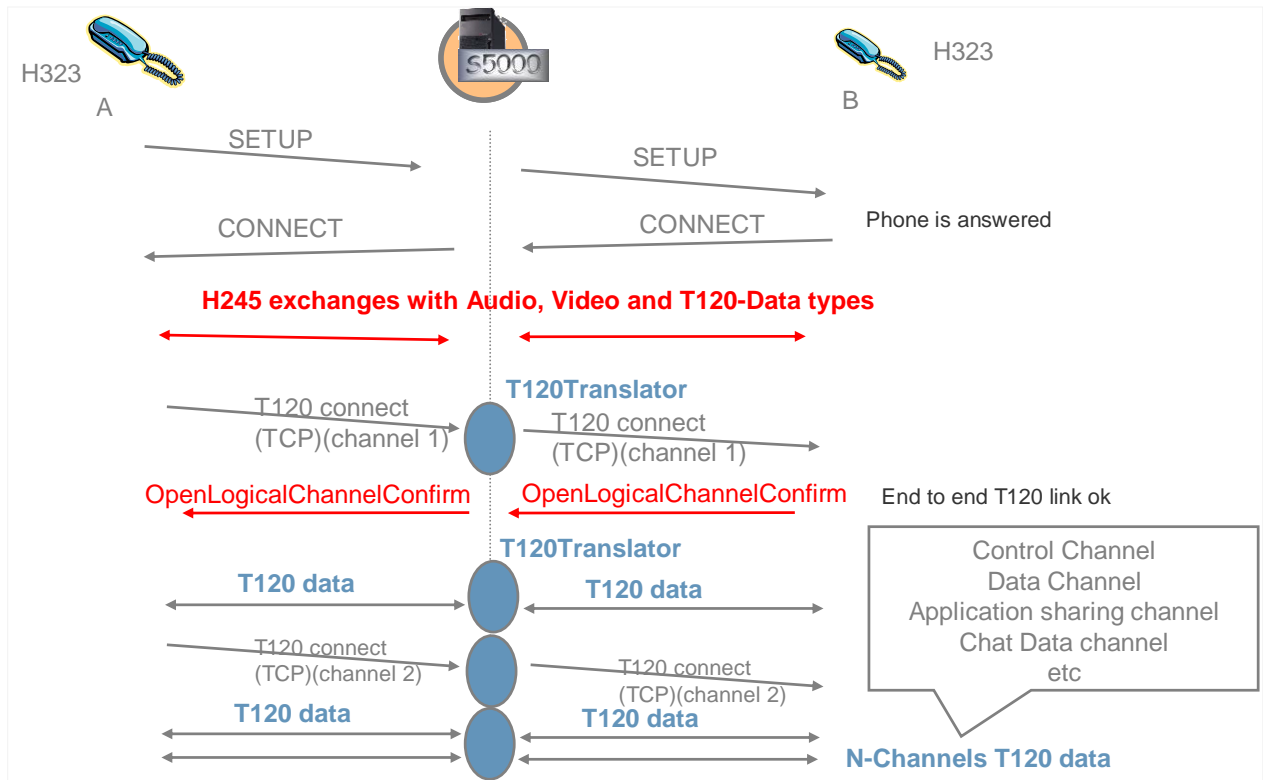 H323
A
S5000
H323
B
SETUP
SETUP
CONNECT
CONNECT
Phone is answered
H245 exchanges with Audio, Video and T120-Data types
T120Translator
T120 connect
(TCP)(channel 1)
T120 connect
(TCP)(channel 1)
OpenLogicalChannelConfirm
OpenLogicalChannelConfirm
End to end T120 link ok
T120Translator
Control Channel
Data Channel
Application sharing channel
Chat Data channel
etc
T120 data
T120 data
T120 connect
(TCP)(channel 2)
T120 connect
(TCP)(channel 2)
T120 data
T120 data
N-Channels T120 data